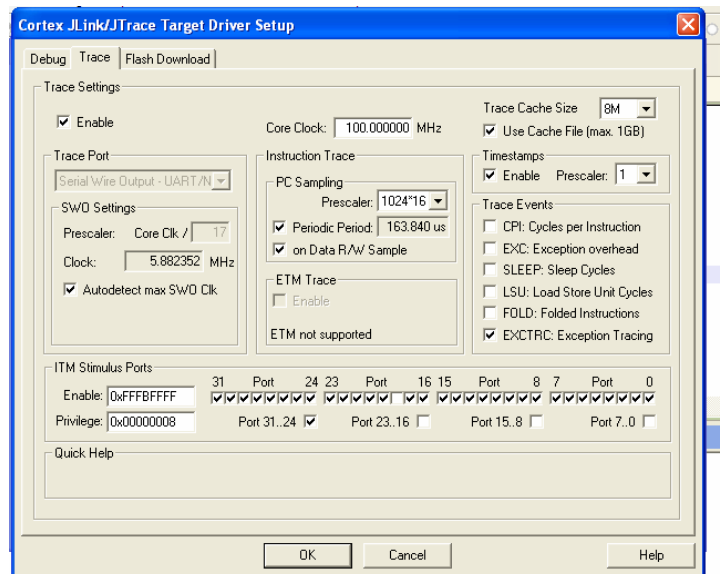 Cortex JLink/JTrace Target Driver Setup
Debug Trace Flash Download
Trace Settings
Enable
Core Clock: 100.000000 MHz
Trace Cache Size 8M
Use Cache File (max. 1GB)
Trace Port
Serial Wire Output - UART/N
SWO Settings
Prescaler: Core Clk / 17
Clock: 5.882352 MHz
Autodetect max SWO Clk
Instruction Trace
PC Sampling
Prescaler: 1024*16
Periodic Period: 163.840 us
on Data R/W Sample
ETM Trace
Enable
ETM not supported
Timestamps
Enable Prescaler: 1
Trace Events
CPI: Cycles per Instruction
EXC: Exception overhead
SLEEP: Sleep Cycles
LSU: Load Store Unit Cycles
FOLD: Folded Instructions
EXCTRC: Exception Tracing
ITM Stimulus Ports
31 Port 24 23 Port 16 15 Port 8 7 Port 0
Enable: 0xFFFBFFFF
Privilege: 0x00000008 Port 31..24 Port 23..16 Port 15..8 Port 7..0
Quick Help
OK Cancel Help